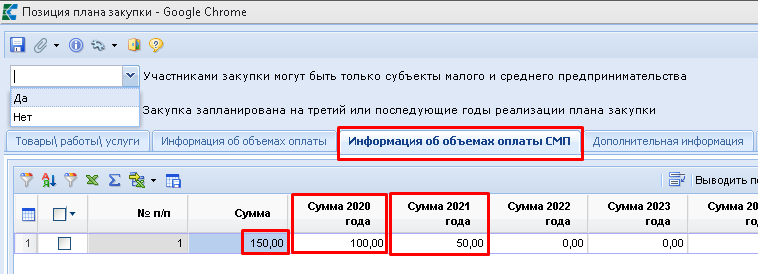 Позиция плана закупки - Google Chrome
Участниками закупки могут быть только субъекты малого и среднего предпринимательства
Да
Нет
Закупка запланирована на третий или последующие годы реализации плана закупки
Товары\ работы\ услуги Информация об объемах оплаты Информация об объемах оплаты СМП Дополнительная информация
Выводить
№ п/п Сумма Сумма 2020 года Сумма 2021 года Сумма 2022 года Сумма 2023 года
1 1 150,00 100,00 50,00 0,00 0,00